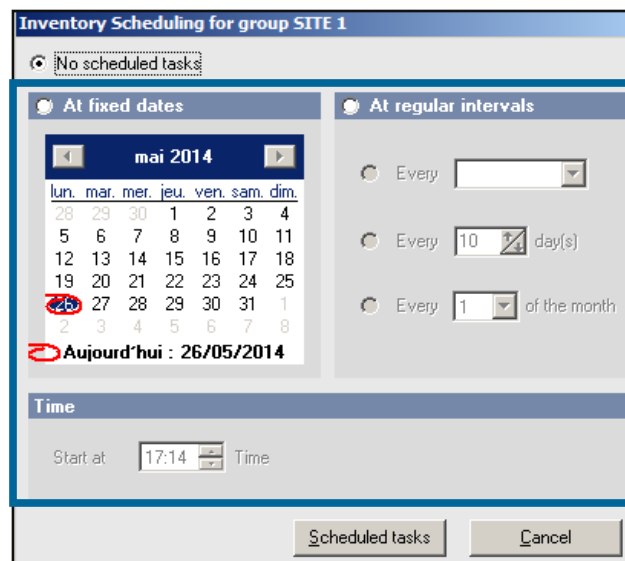 Inventory Scheduling for group SITE 1
No scheduled tasks
At fixed dates
mai 2014
lun. mar. mer. jeu. ven. sam. dim.
28 29 30 1 2 3 4
5 6 7 8 9 10 11
12 13 14 15 16 17 18
19 20 21 22 23 24 25
26 27 28 29 30 31 1
2 3 4 5 6 7 8
Aujourd'hui : 26/05/2014
At regular intervals
Every
Every 10 day(s)
Every 1 of the month
Time
Start at 17:14 Time
Scheduled tasks Cancel